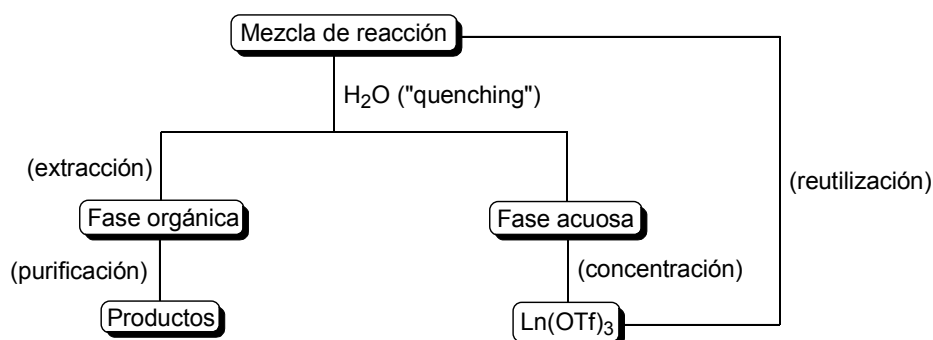 Mezcla de reacción
H₂O ("quenching")
(extracción)
(reutilización)
Fase orgánica
Fase acuosa
(purificación)
(concentración)
Productos
Ln(OTf)₃